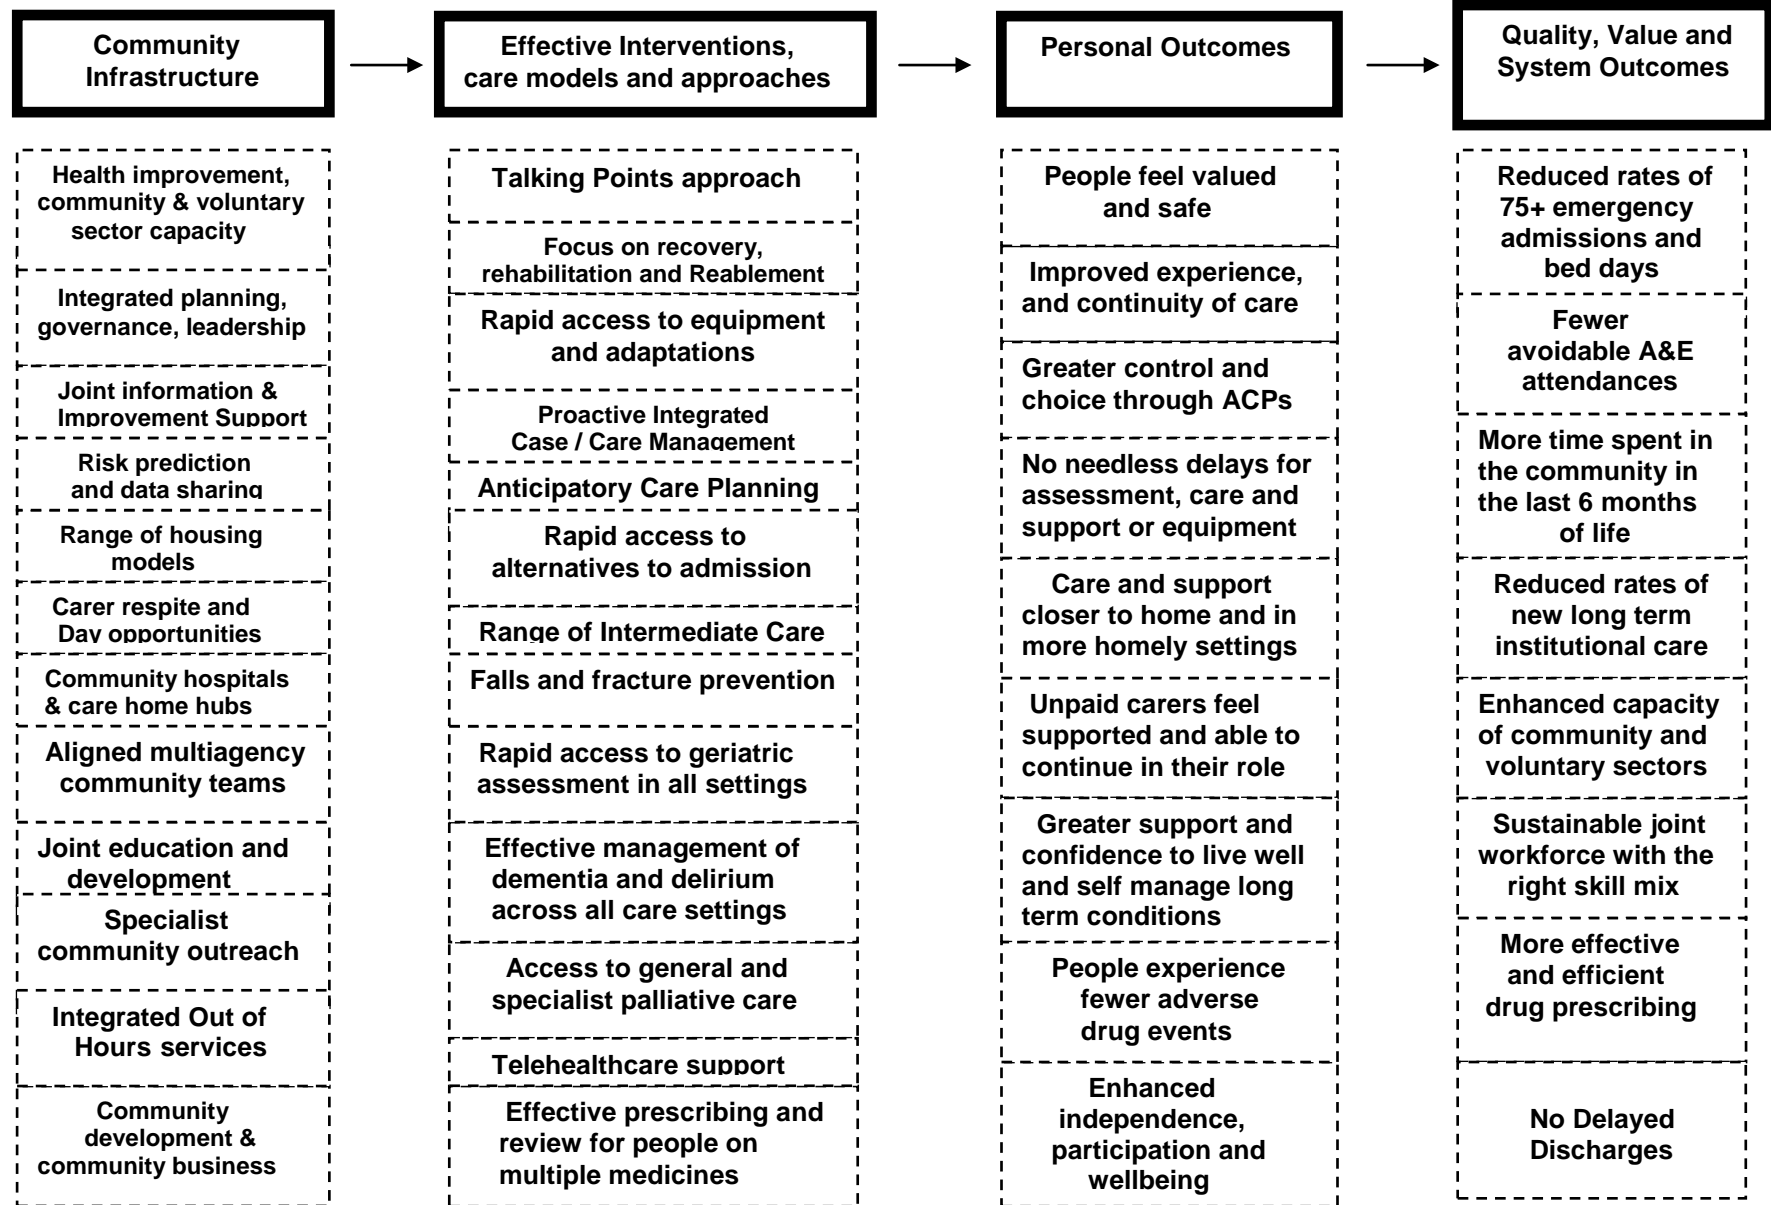 Community
Infrastructure
Effective Interventions,
care models and approaches
Personal Outcomes
Quality, Value and
System Outcomes
Health improvement,
community & voluntary
sector capacity
Integrated planning,
governance, leadership
Joint information &
Improvement Support
Risk prediction
and data sharing
Range of housing
models
Carer respite and
Day opportunities
Community hospitals
& care home hubs
Aligned multiagency
community teams
Joint education and
development
Specialist
community outreach
Integrated Out of
Hours services
Community
development &
community business
Talking Points approach
Focus on recovery,
rehabilitation and Reablement
Rapid access to equipment
and adaptations
Proactive Integrated
Case / Care Management
Anticipatory Care Planning
Rapid access to
alternatives to admission
Range of Intermediate Care
Falls and fracture prevention
Rapid access to geriatric
assessment in all settings
Effective management of
dementia and delirium
across all care settings
Access to general and
specialist palliative care
Telehealthcare support
Effective prescribing and
review for people on
multiple medicines
People feel valued
and safe
Improved experience,
and continuity of care
Greater control and
choice through ACPs
No needless delays for
assessment, care and
support or equipment
Care and support
closer to home and in
more homely settings
Unpaid carers feel
supported and able to
continue in their role
Greater support and
confidence to live well
and self manage long
term conditions
People experience
fewer adverse
drug events
Enhanced
independence,
participation and
wellbeing
Reduced rates of
75+ emergency
admissions and
bed days
Fewer
avoidable A&E
attendances
More time spent in
the community in
the last 6 months
of life
Reduced rates of
new long term
institutional care
Enhanced capacity
of community and
voluntary sectors
Sustainable joint
workforce with the
right skill mix
More effective
and efficient
drug prescribing
No Delayed
Discharges